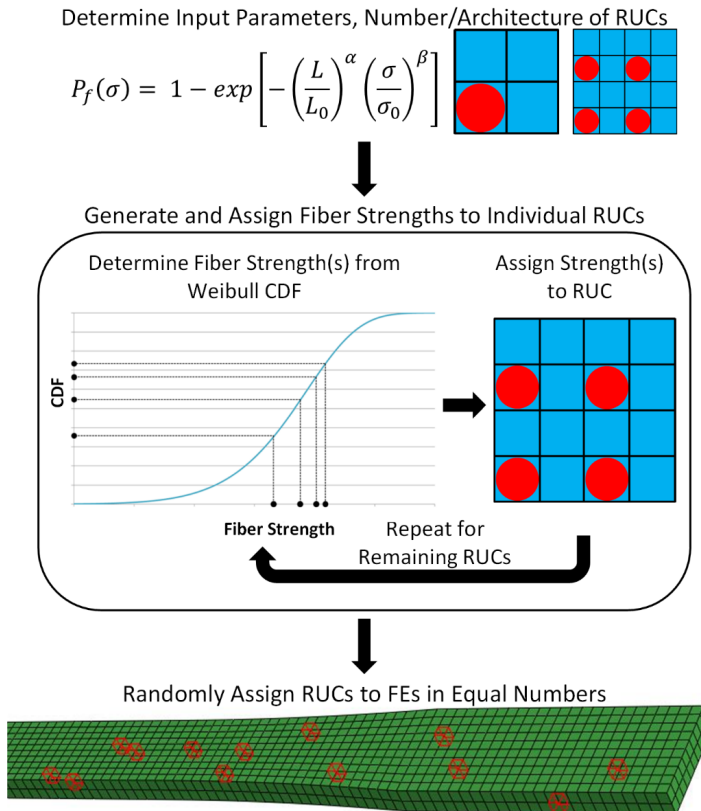 Determine Input Parameters, Number/Architecture of RUCs
P_f(σ) = 1 − exp[−(L/L_0)^α (σ/σ_0)^β]
Generate and Assign Fiber Strengths to Individual RUCs
Determine Fiber Strength(s) from
Weibull CDF
Assign Strength(s)
to RUC
CDF
Fiber Strength
Repeat for
Remaining RUCs
Randomly Assign RUCs to FEs in Equal Numbers